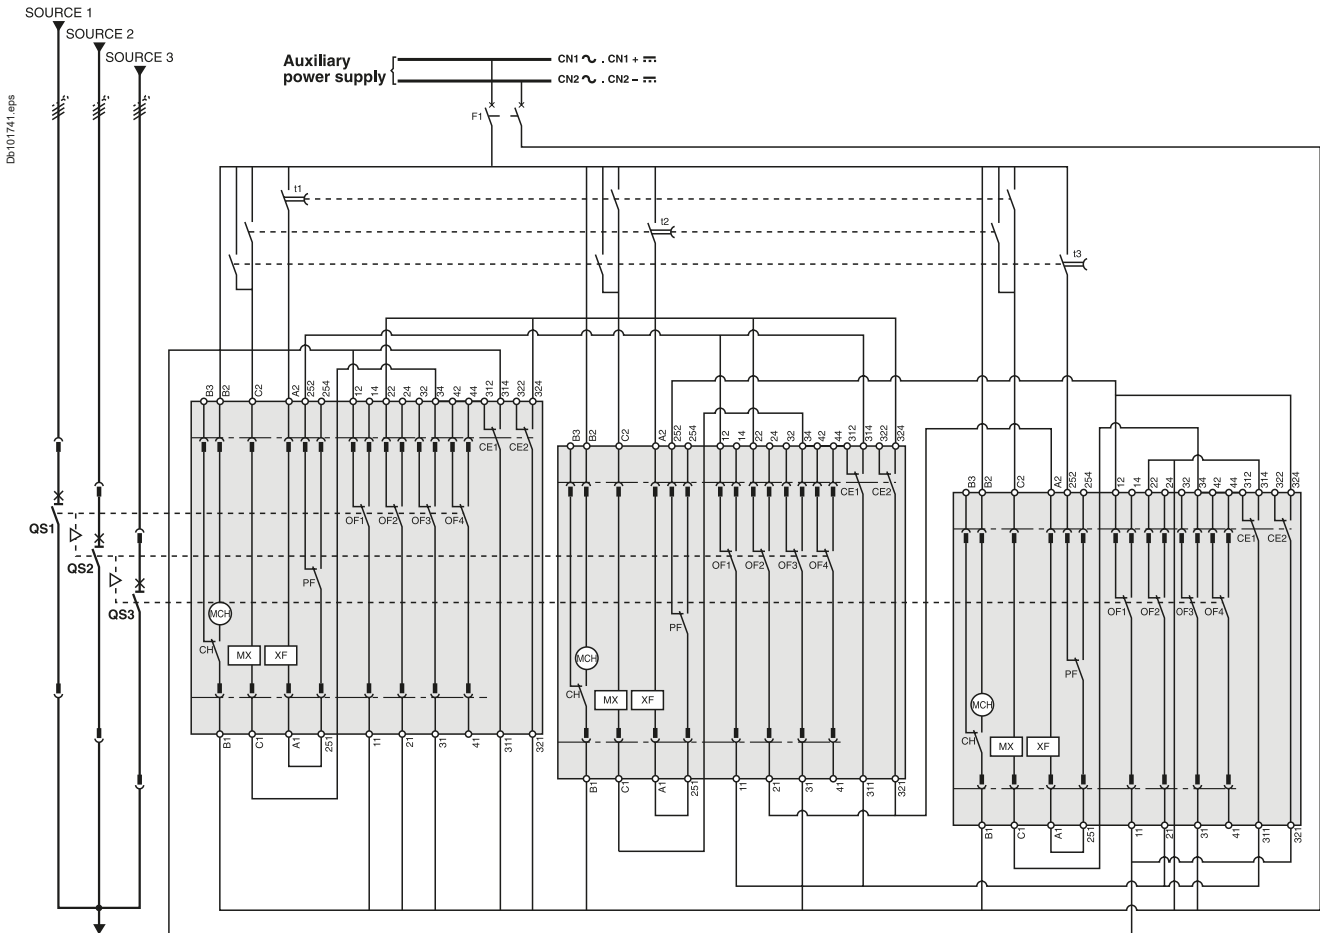 SOURCE 1
SOURCE 2
SOURCE 3
Db101741.eps
Auxiliary
power supply
CN1 ∿ . CN1 + ⎓
CN2 ∿ . CN2 – ⎓
F1
t1
t2
t3
QS1
QS2
QS3
B3 B2 C2 A2 252 254 12 14 22 24 32 34 42 44 312 314 322 324
CE1 CE2
OF1 OF2 OF3 OF4
PF
MCH
CH
MX XF
B1 C1 A1 251 11 21 31 41 311 321
B3 B2 C2 A2 252 254 12 14 22 24 32 34 42 44 312 314 322 324
CE1 CE2
OF1 OF2 OF3 OF4
PF
MCH
CH
MX XF
B1 C1 A1 251 11 21 31 41 311 321
B3 B2 C2 A2 252 254 12 14 22 24 32 34 42 44 312 314 322 324
CE1 CE2
OF1 OF2 OF3 OF4
PF
MCH
CH
MX XF
B1 C1 A1 251 11 21 31 41 311 321